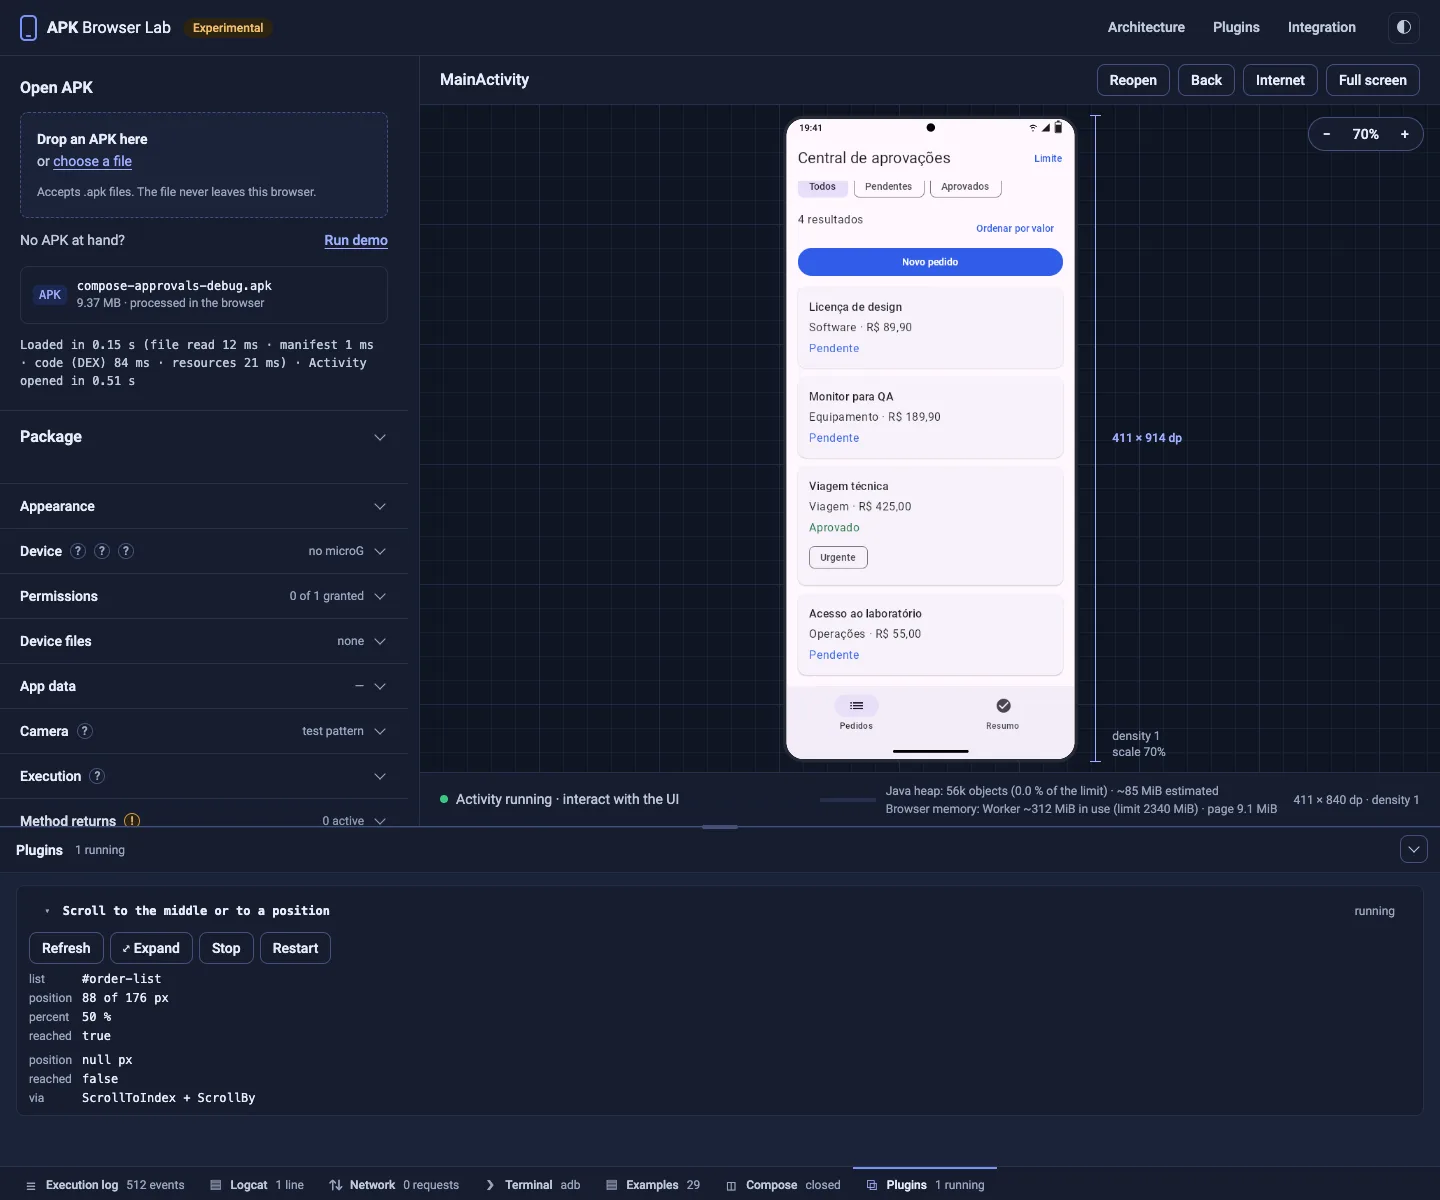 APK Browser Lab
Experimental
Architecture
Plugins
Integration
Open APK
Drop an APK here
or choose a file
Accepts .apk files. The file never leaves this browser.
No APK at hand?
Run demo
APK
compose-approvals-debug.apk
9.37 MB · processed in the browser
Loaded in 0.15 s (file read 12 ms · manifest 1 ms
· code (DEX) 84 ms · resources 21 ms) · Activity
opened in 0.51 s
Package
Appearance
Device ? ? ?
no microG
Permissions
0 of 1 granted
Device files
none
App data
—
Camera ?
test pattern
Execution ?
Method returns !
0 active
MainActivity
Reopen
Back
Internet
Full screen
− 70% +
19:41
Central de aprovações
Limite
Todos
Pendentes
Aprovados
4 resultados
Ordenar por valor
Novo pedido
Licença de design
Software · R$ 89,90
Pendente
Monitor para QA
Equipamento · R$ 189,90
Pendente
Viagem técnica
Viagem · R$ 425,00
Aprovado
Urgente
Acesso ao laboratório
Operações · R$ 55,00
Pendente
Pedidos
Resumo
411 × 914 dp
density 1
scale 70%
Activity running · interact with the UI
Java heap: 56k objects (0.0 % of the limit) · ~85 MiB estimated
Browser memory: Worker ~312 MiB in use (limit 2340 MiB) · page 9.1 MiB
411 × 840 dp · density 1
Plugins
1 running
Scroll to the middle or to a position
running
Refresh
Expand
Stop
Restart
list #order-list
position 88 of 176 px
percent 50 %
reached true
position null px
reached false
via ScrollToIndex + ScrollBy
Execution log 512 events
Logcat 1 line
Network 0 requests
Terminal adb
Examples 29
Compose closed
Plugins 1 running